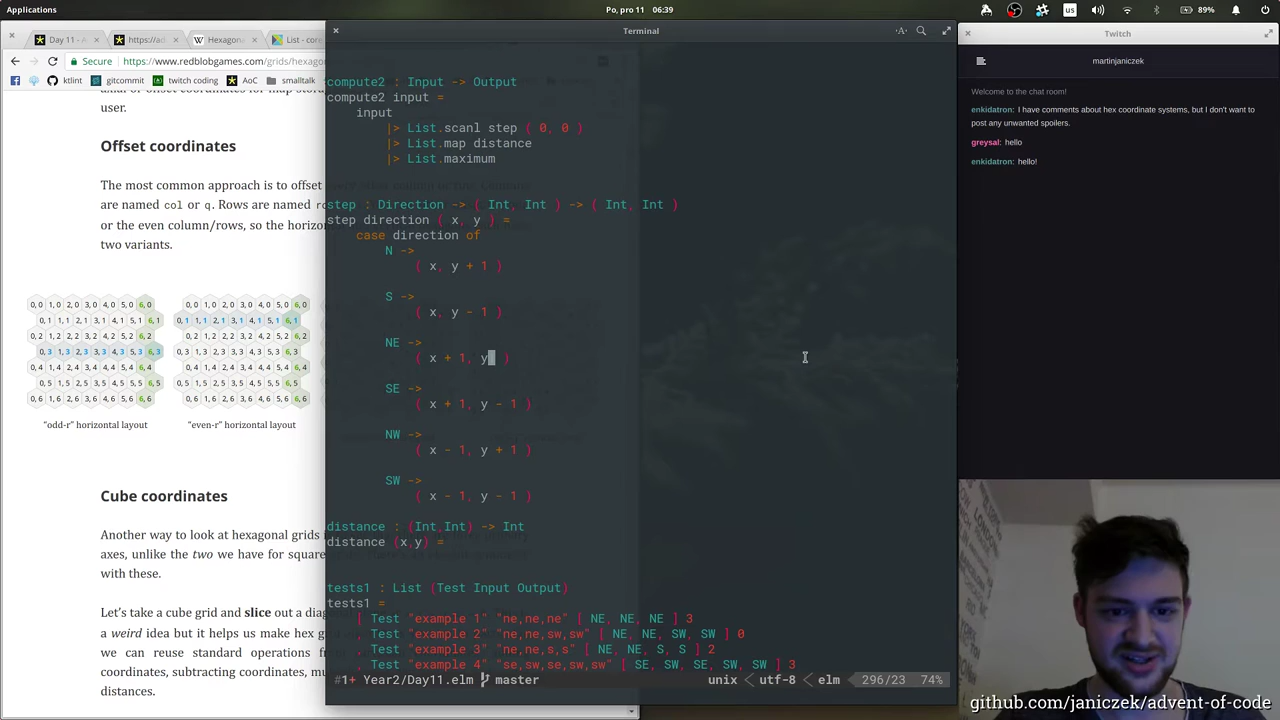 Applications
Po, pro 11 06:39
us
89%
Day 11 - A
https://ad
Hexagon
List - co
Terminal
Twitch
Secure
https://www.redblobgames.com/grids/hexago
martinjaniczek
ktlint
gitcommit
twitch coding
AoC
smalltalk
user.
Offset coordinates
The most common approach is to offset
are named col or q. Rows are named
or the even column/rows, so the horizon
two variants.
"odd-r" horizontal layout
"even-r" horizontal layout
Cube coordinates
Another way to look at hexagonal grids
axes, unlike the two we have for square
with these.
Let's take a cube grid and slice out a
a weird idea but it helps us make hex
we can reuse standard operations
coordinates, subtracting coordinates,
distances.
compute2 : Input -> Output
compute2 input =
input
|> List.scanl step ( 0, 0 )
|> List.map distance
|> List.maximum
step : Direction -> ( Int, Int ) -> ( Int, Int )
step direction ( x, y ) =
case direction of
N ->
( x, y + 1 )
S ->
( x, y - 1 )
NE ->
( x + 1, y )
SE ->
( x + 1, y - 1 )
NW ->
( x - 1, y + 1 )
SW ->
( x - 1, y - 1 )
distance : (Int,Int) -> Int
distance (x,y) =
tests1 : List (Test Input Output)
tests1 =
[ Test "example 1" "ne,ne,ne" [ NE, NE, NE ] 3
, Test "example 2" "ne,ne,sw,sw" [ NE, NE, SW, SW ] 0
, Test "example 3" "ne,ne,s,s" [ NE, NE, S, S ] 2
, Test "example 4" "se,sw,se,sw,sw" [ SE, SW, SE, SW, SW ] 3
#1+ Year2/Day11.elm master
unix < utf-8 < elm
296/23 74%
Welcome to the chat room!
enkidatron: I have comments about hex coordinate systems, but I don't want to
post any unwanted spoilers.
greysal: hello
enkidatron: hello!
github.com/janiczek/advent-of-code